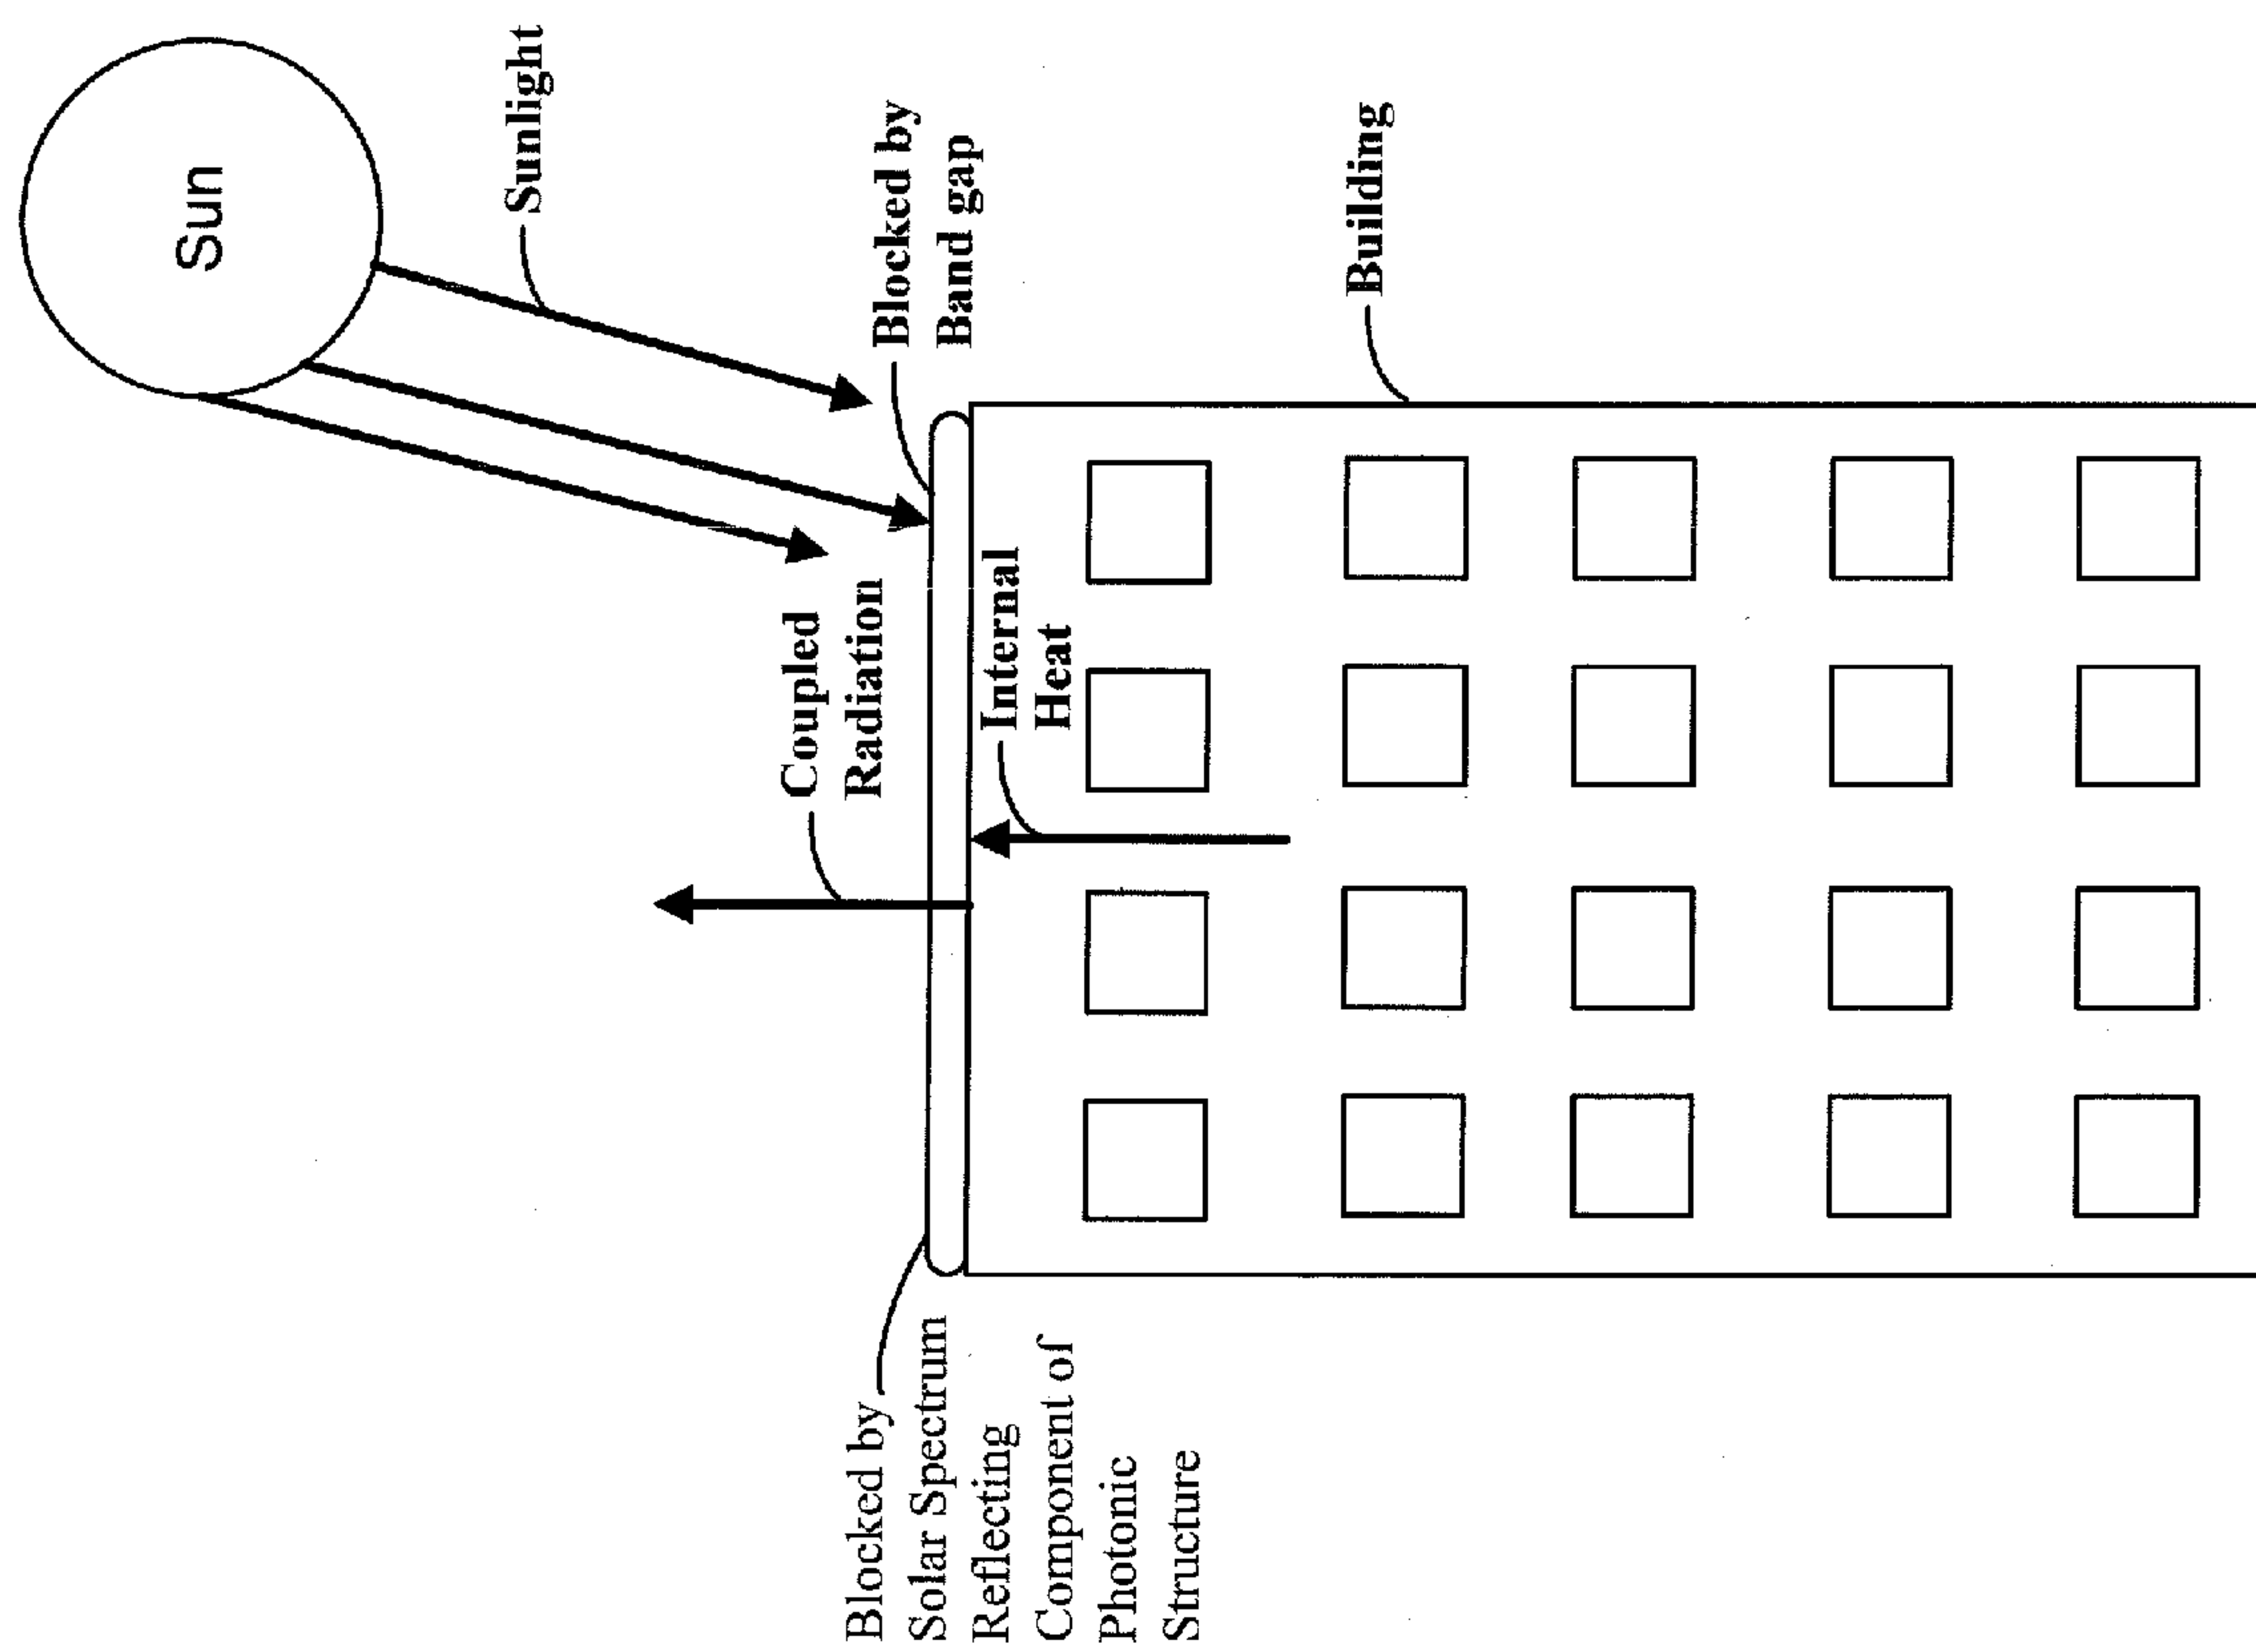 Sun
Sunlight
Blocked by
Band gap
Coupled
Radiation
Internal
Heat
Building
Blocked by
Solar Spectrum
Reflecting
Component of
Photonic
Structure